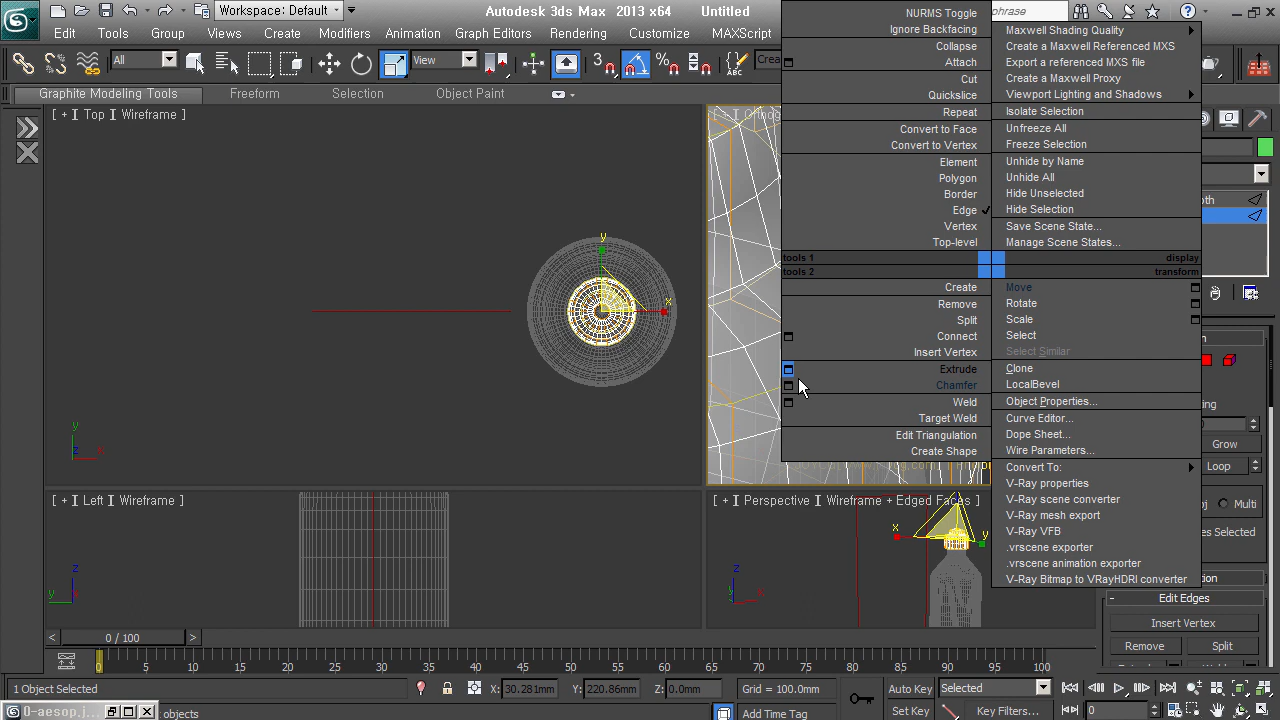 Workspace: Default
Autodesk 3ds Max 2013 x64
Untitled
phrase
Edit
Tools
Group
Views
Create
Modifiers
Animation
Graph Editors
Rendering
Customize
MAXScript
All
View
3
Crea
Graphite Modeling Tools
Freeform
Selection
Object Paint
[ + ] Top ] Wireframe ]
y
x
y
z
x
[ + ] Left ] Wireframe ]
z
y
[ + ] Perspective ] Wireframe + Edged Faces ]
x
y
z
NURMS Toggle
Ignore Backfacing
Collapse
Attach
Cut
Quickslice
Repeat
Convert to Face
Convert to Vertex
Element
Polygon
Border
Edge
Vertex
Top-level
tools 1
tools 2
Create
Remove
Split
Connect
Insert Vertex
Extrude
Chamfer
Weld
Target Weld
Edit Triangulation
Create Shape
Maxwell Shading Quality
Create a Maxwell Referenced MXS
Export a referenced MXS file
Create a Maxwell Proxy
Viewport Lighting and Shadows
Isolate Selection
Unfreeze All
Freeze Selection
Unhide by Name
Unhide All
Hide Unselected
Hide Selection
Save Scene State...
Manage Scene States...
display
transform
Move
Rotate
Scale
Select
Select Similar
Clone
LocalBevel
Object Properties...
Curve Editor...
Dope Sheet...
Wire Parameters...
Convert To:
V-Ray properties
V-Ray scene converter
V-Ray mesh export
V-Ray VFB
.vrscene exporter
.vrscene animation exporter
V-Ray Bitmap to VRayHDRI converter
oth
king
Grow
Loop
oj
Multi
es Selected
tion
- Edit Edges
Insert Vertex
Remove
Split
< 0 / 100 >
0 5 10 15 20 25 30 35 40 45 50 55 60 65 70 75 80 85 90 95 100
1 Object Selected
X: 30.281mm
Y: 220.86mm
Z: 0.0mm
Grid = 100.0mm
Auto Key
Selected
0-aesop.j...
objects
Add Time Tag
Set Key
Key Filters...
0